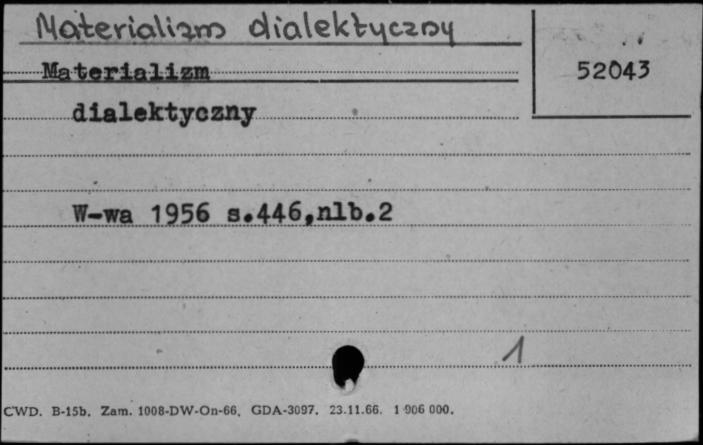 Materializm dialektyczny
52043
Materializm
dialektyczny
W-wa 1956 s.446,nlb.2
1
CWD. B-15b. Zam. 1008-DW-On-66. GDA-3097. 23.11.66. 1 906 000.